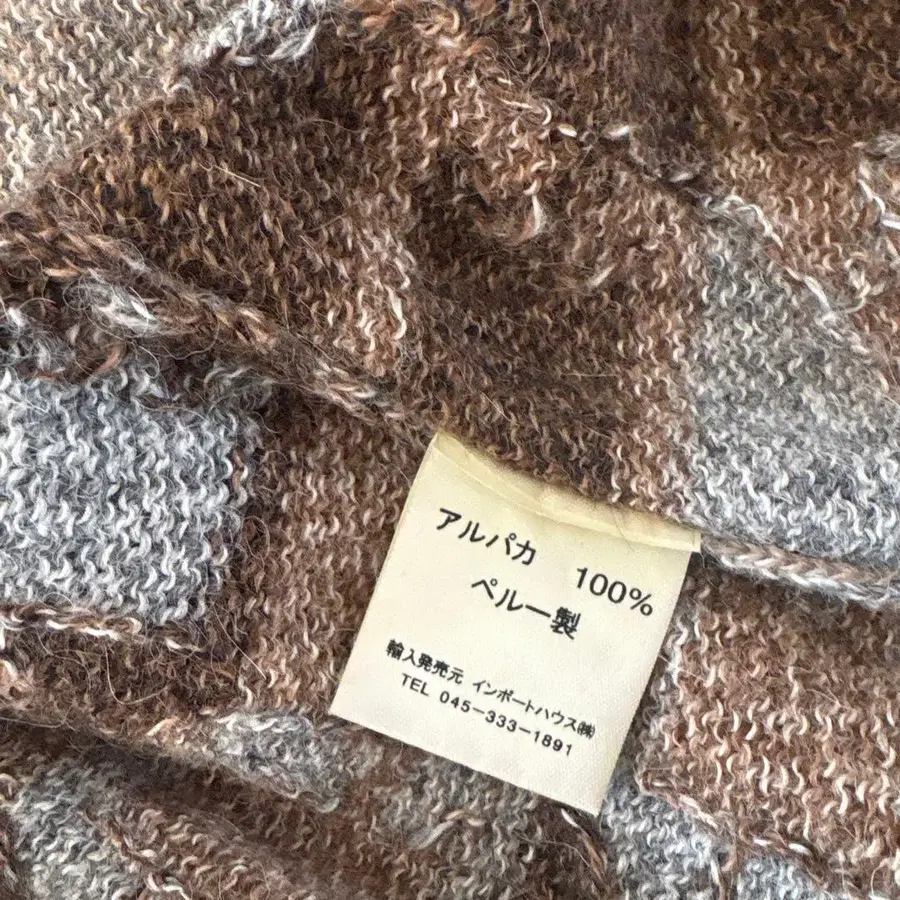 アルパカ 100%
ペルー製
輸入発売元 インポートハウス㈱
TEL 045-333-1891